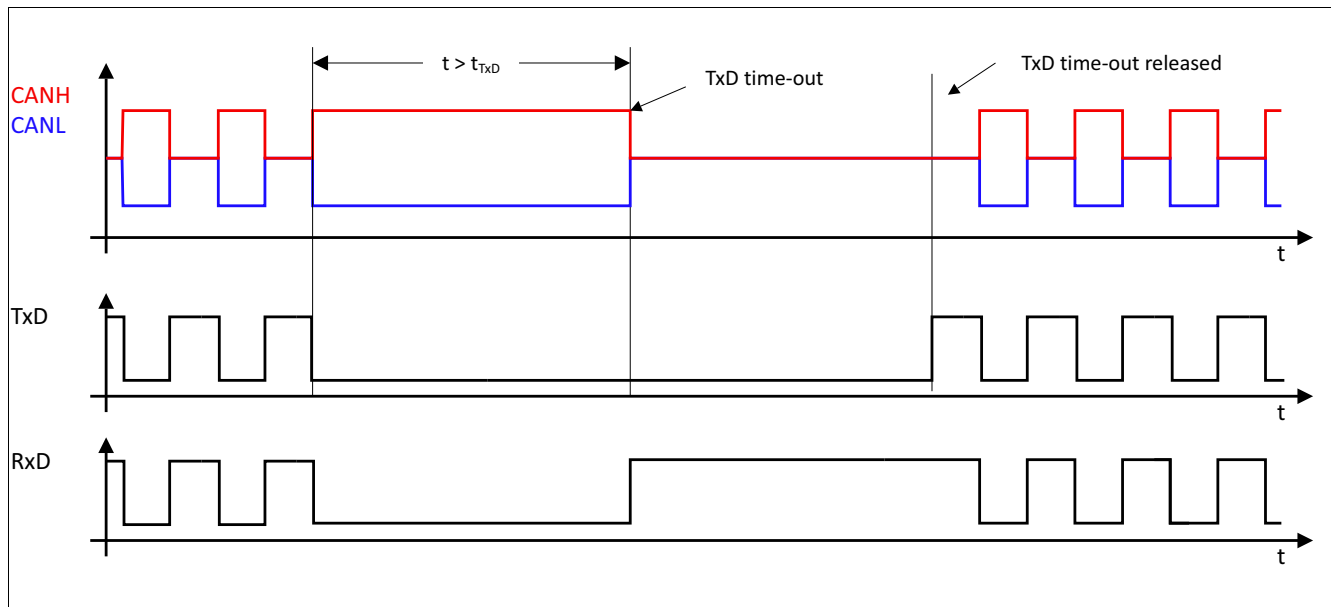 t > tTxD
TxD time-out
TxD time-out released
CANH
CANL
t
TxD
t
RxD
t